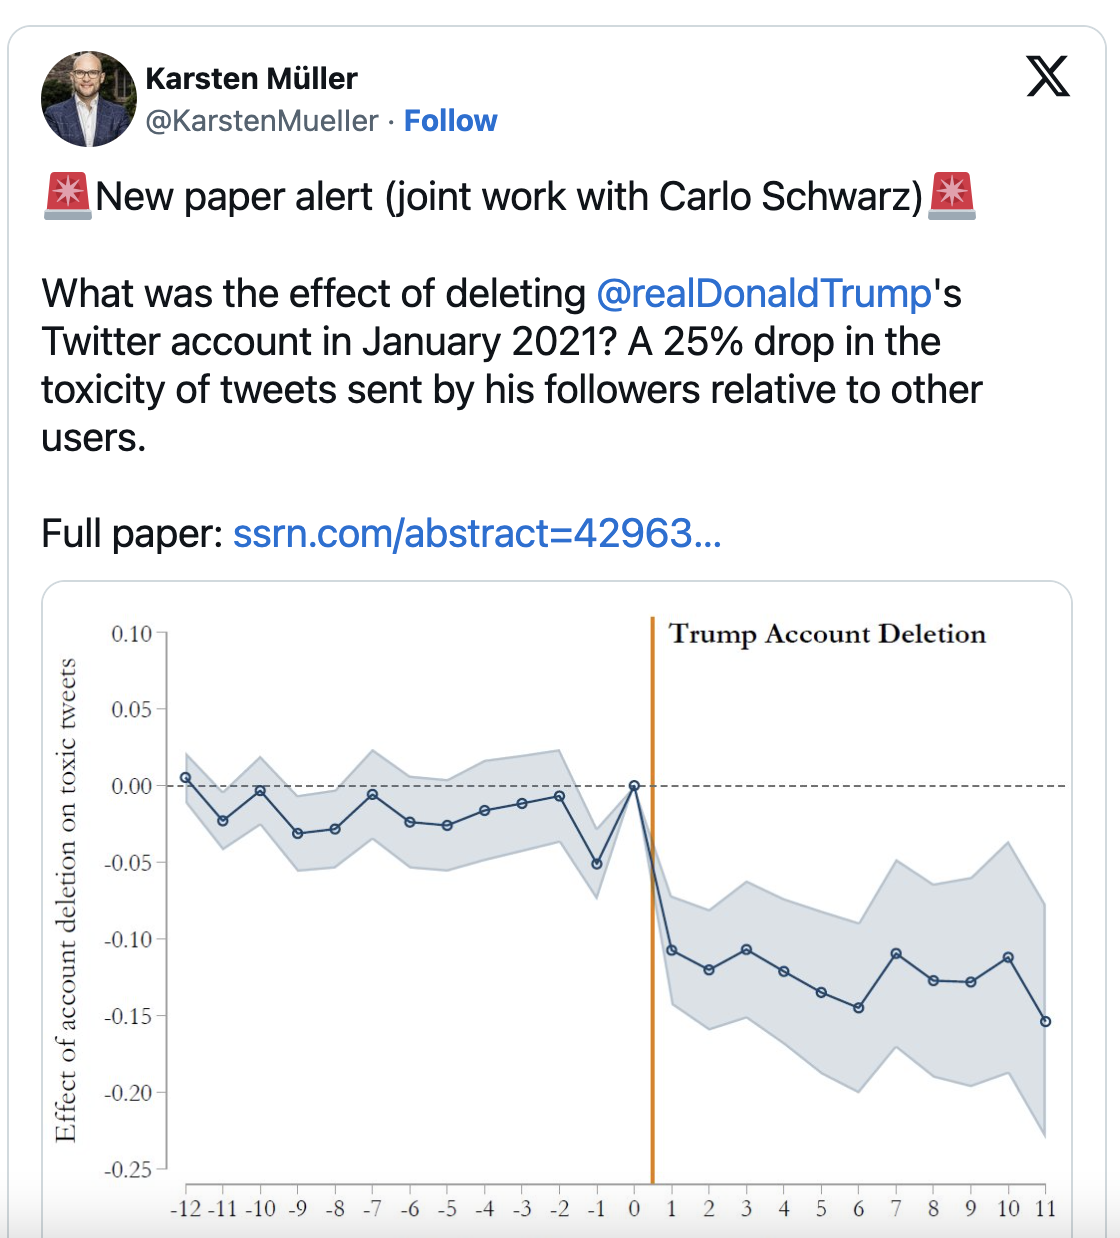 Karsten Müller
@KarstenMueller · Follow
🚨New paper alert (joint work with Carlo Schwarz)🚨
What was the effect of deleting @realDonaldTrump's
Twitter account in January 2021? A 25% drop in the
toxicity of tweets sent by his followers relative to other
users.
Full paper: ssrn.com/abstract=42963...
Trump Account Deletion
Effect of account deletion on toxic tweets
0.10
0.05
0.00
-0.05
-0.10
-0.15
-0.20
-0.25
-12 -11 -10 -9 -8 -7 -6 -5 -4 -3 -2 -1 0 1 2 3 4 5 6 7 8 9 10 11